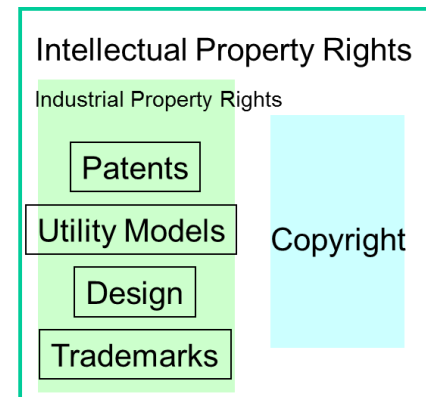 Intellectual Property Rights
Industrial Property Rights
Patents
Utility Models
Design
Trademarks
Copyright